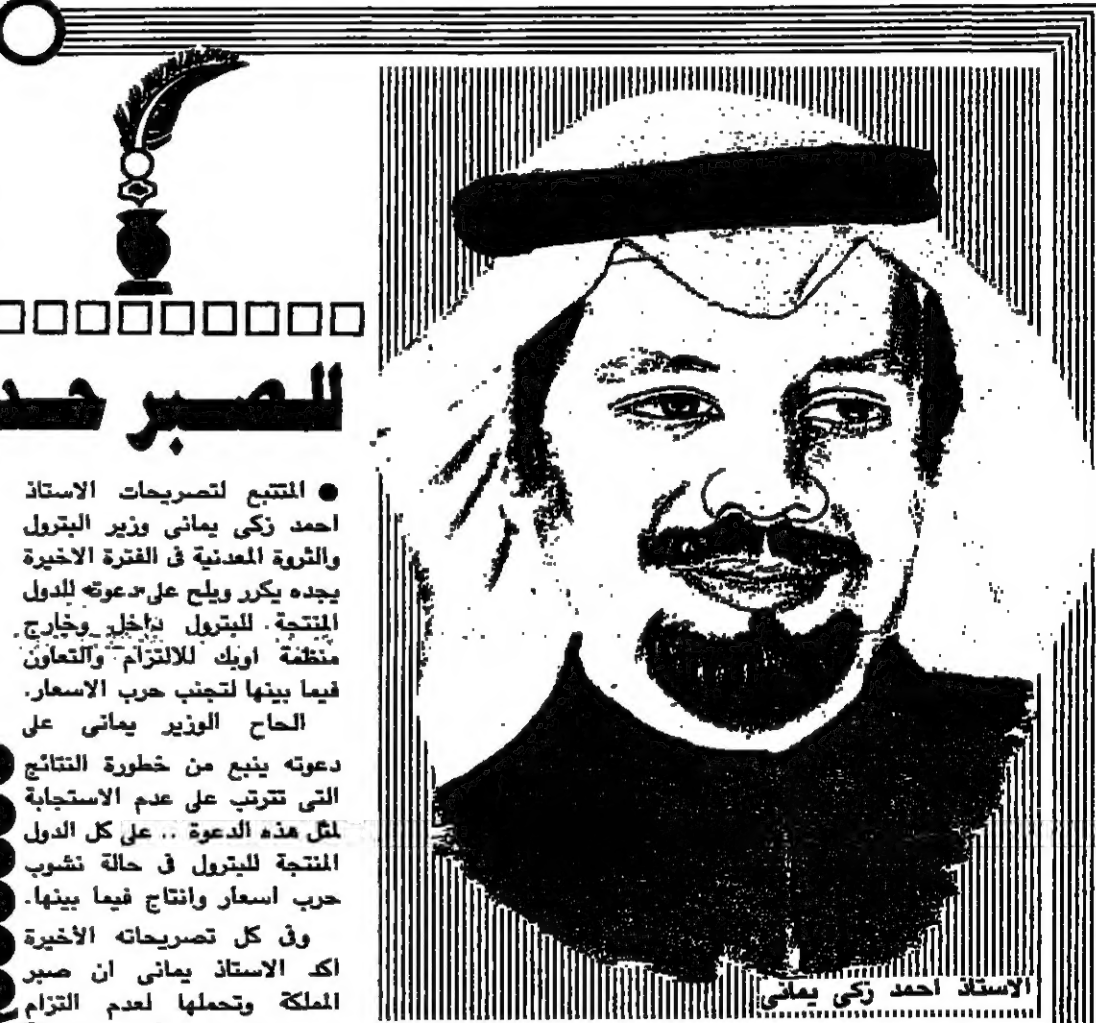 للصبر حد
● المتتبع لتصريحات الاستاذ
احمد زكى يمانى وزير البترول
والثروة المعدنية فى الفترة الاخيرة
يجده يكرر ويلح على دعوته للدول
المنتجة للبترول داخل وخارج
منظمة اوبك للالتزام والتعاون
فيما بينها لتجنب حرب الاسعار.
الحاح الوزير يمانى على
دعوته ينبع من خطورة النتائج
التى تترتب على عدم الاستجابة
لمثل هذه الدعوة .. على كل الدول
المنتجة للبترول فى حالة نشوب
حرب اسعار وانتاج فيما بينها.
وفى كل تصريحاته الأخيرة
اكد الاستاذ يمانى ان صبر
المملكة وتحملها لعدم التزام
الاستاذ احمد زكى يمانى